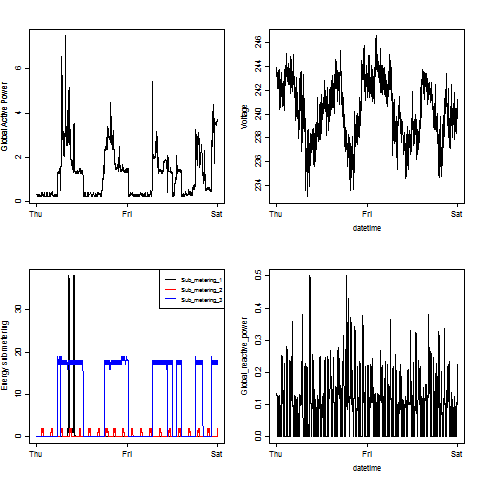 Global Active Power
0 2 4 6
Thu Fri Sat
Voltage
234 236 238 240 242 246
Thu Fri Sat
datetime
Energy sub metering
0 10 20 30
Sub_metering_1
Sub_metering_2
Sub_metering_3
Thu Fri Sat
Global_reactive_power
0.0 0.1 0.2 0.3 0.4 0.5
Thu Fri Sat
datetime